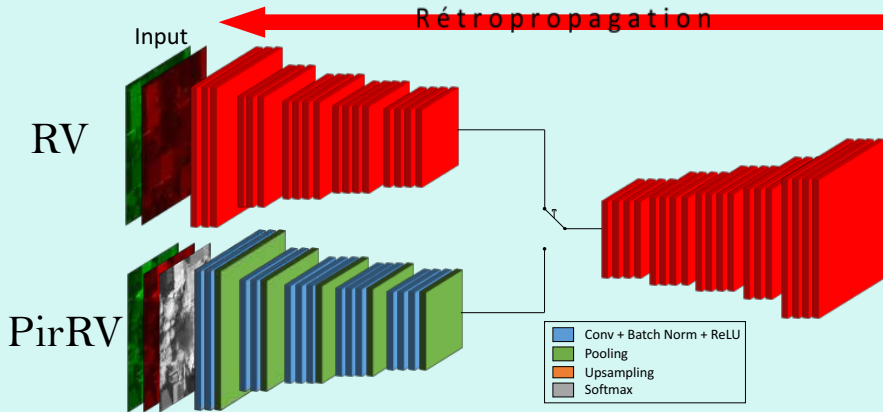 Rétropropagation
Input
RV
PirRV
Conv + Batch Norm + ReLU
Pooling
Upsampling
Softmax